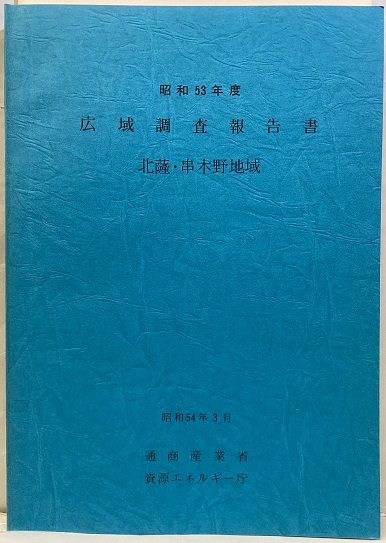 昭和53年度
広域調査報告書
北薩・串木野地域
昭和54年3月
通商産業省
資源エネルギー庁